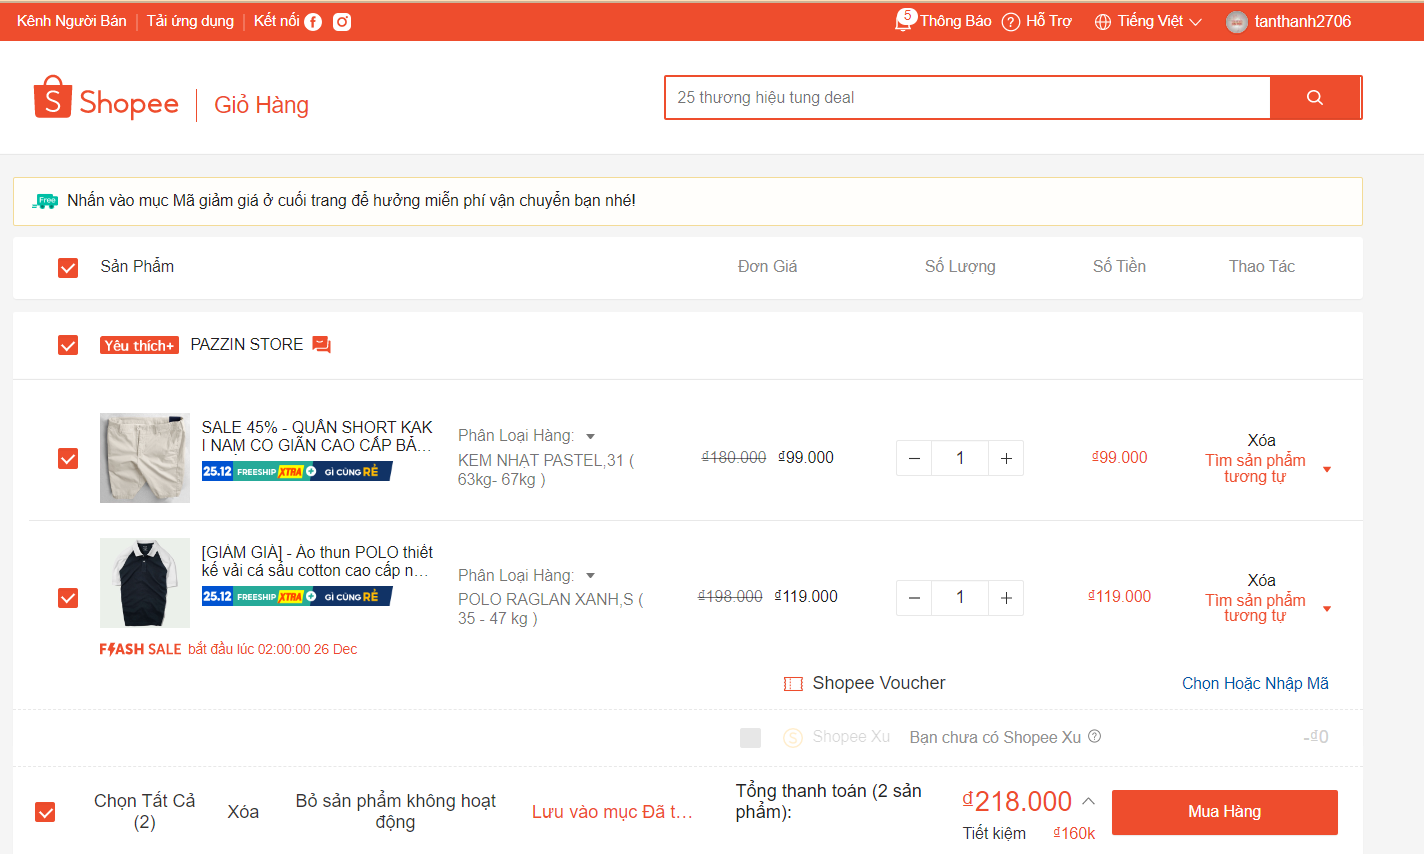 Kênh Người Bán | Tải ứng dụng | Kết nối
5 Thông Báo Hỗ Trợ Tiếng Việt tanthanh2706
Shopee | Giỏ Hàng
25 thương hiệu tung deal
Free Nhấn vào mục Mã giảm giá ở cuối trang để hưởng miễn phí vận chuyển bạn nhé!
Sản Phẩm Đơn Giá Số Lượng Số Tiền Thao Tác
Yêu thích+ PAZZIN STORE
SALE 45% - QUẦN SHORT KAK
I NAM CO GIÃN CAO CẤP BẢ...
25.12 FREESHIP XTRA + GÌ CŨNG RẺ
Phân Loại Hàng:
KEM NHẠT PASTEL,31 (
63kg- 67kg )
₫180.000 ₫99.000
1
₫99.000
Xóa
Tìm sản phẩm
tương tự
[GIẢM GIÁ] - Áo thun POLO thiết
kế vải cá sấu cotton cao cấp n...
25.12 FREESHIP XTRA + GÌ CŨNG RẺ
Phân Loại Hàng:
POLO RAGLAN XANH,S (
35 - 47 kg )
₫198.000 ₫119.000
1
₫119.000
Xóa
Tìm sản phẩm
tương tự
FLASH SALE bắt đầu lúc 02:00:00 26 Dec
Shopee Voucher Chọn Hoặc Nhập Mã
Shopee Xu Bạn chưa có Shopee Xu -₫0
Chọn Tất Cả
(2)
Xóa
Bỏ sản phẩm không hoạt
động
Lưu vào mục Đã t...
Tổng thanh toán (2 sản
phẩm):
₫218.000
Tiết kiệm ₫160k
Mua Hàng